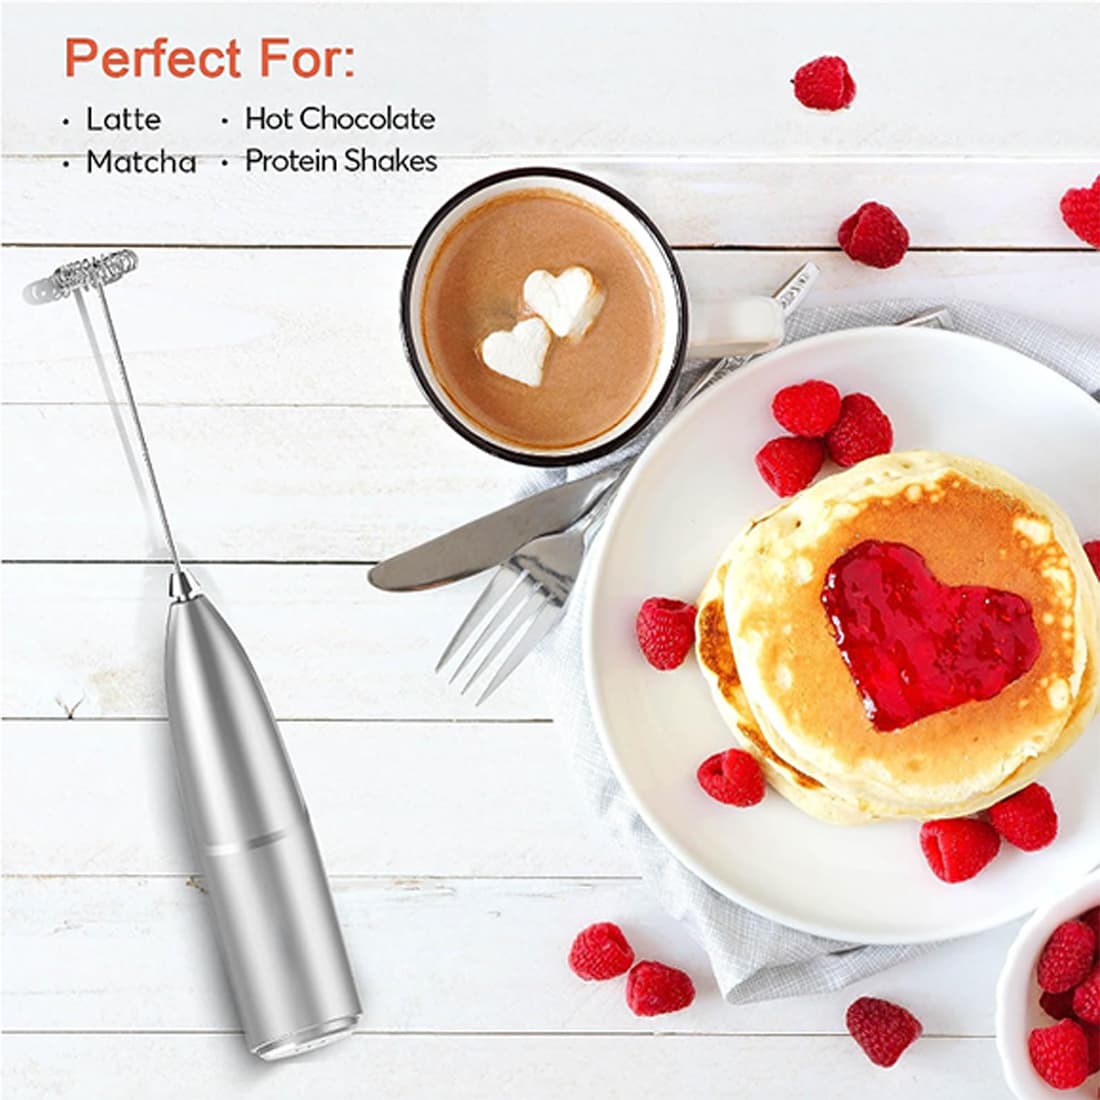 Perfect For:
· Latte · Hot Chocolate
· Matcha · Protein Shakes